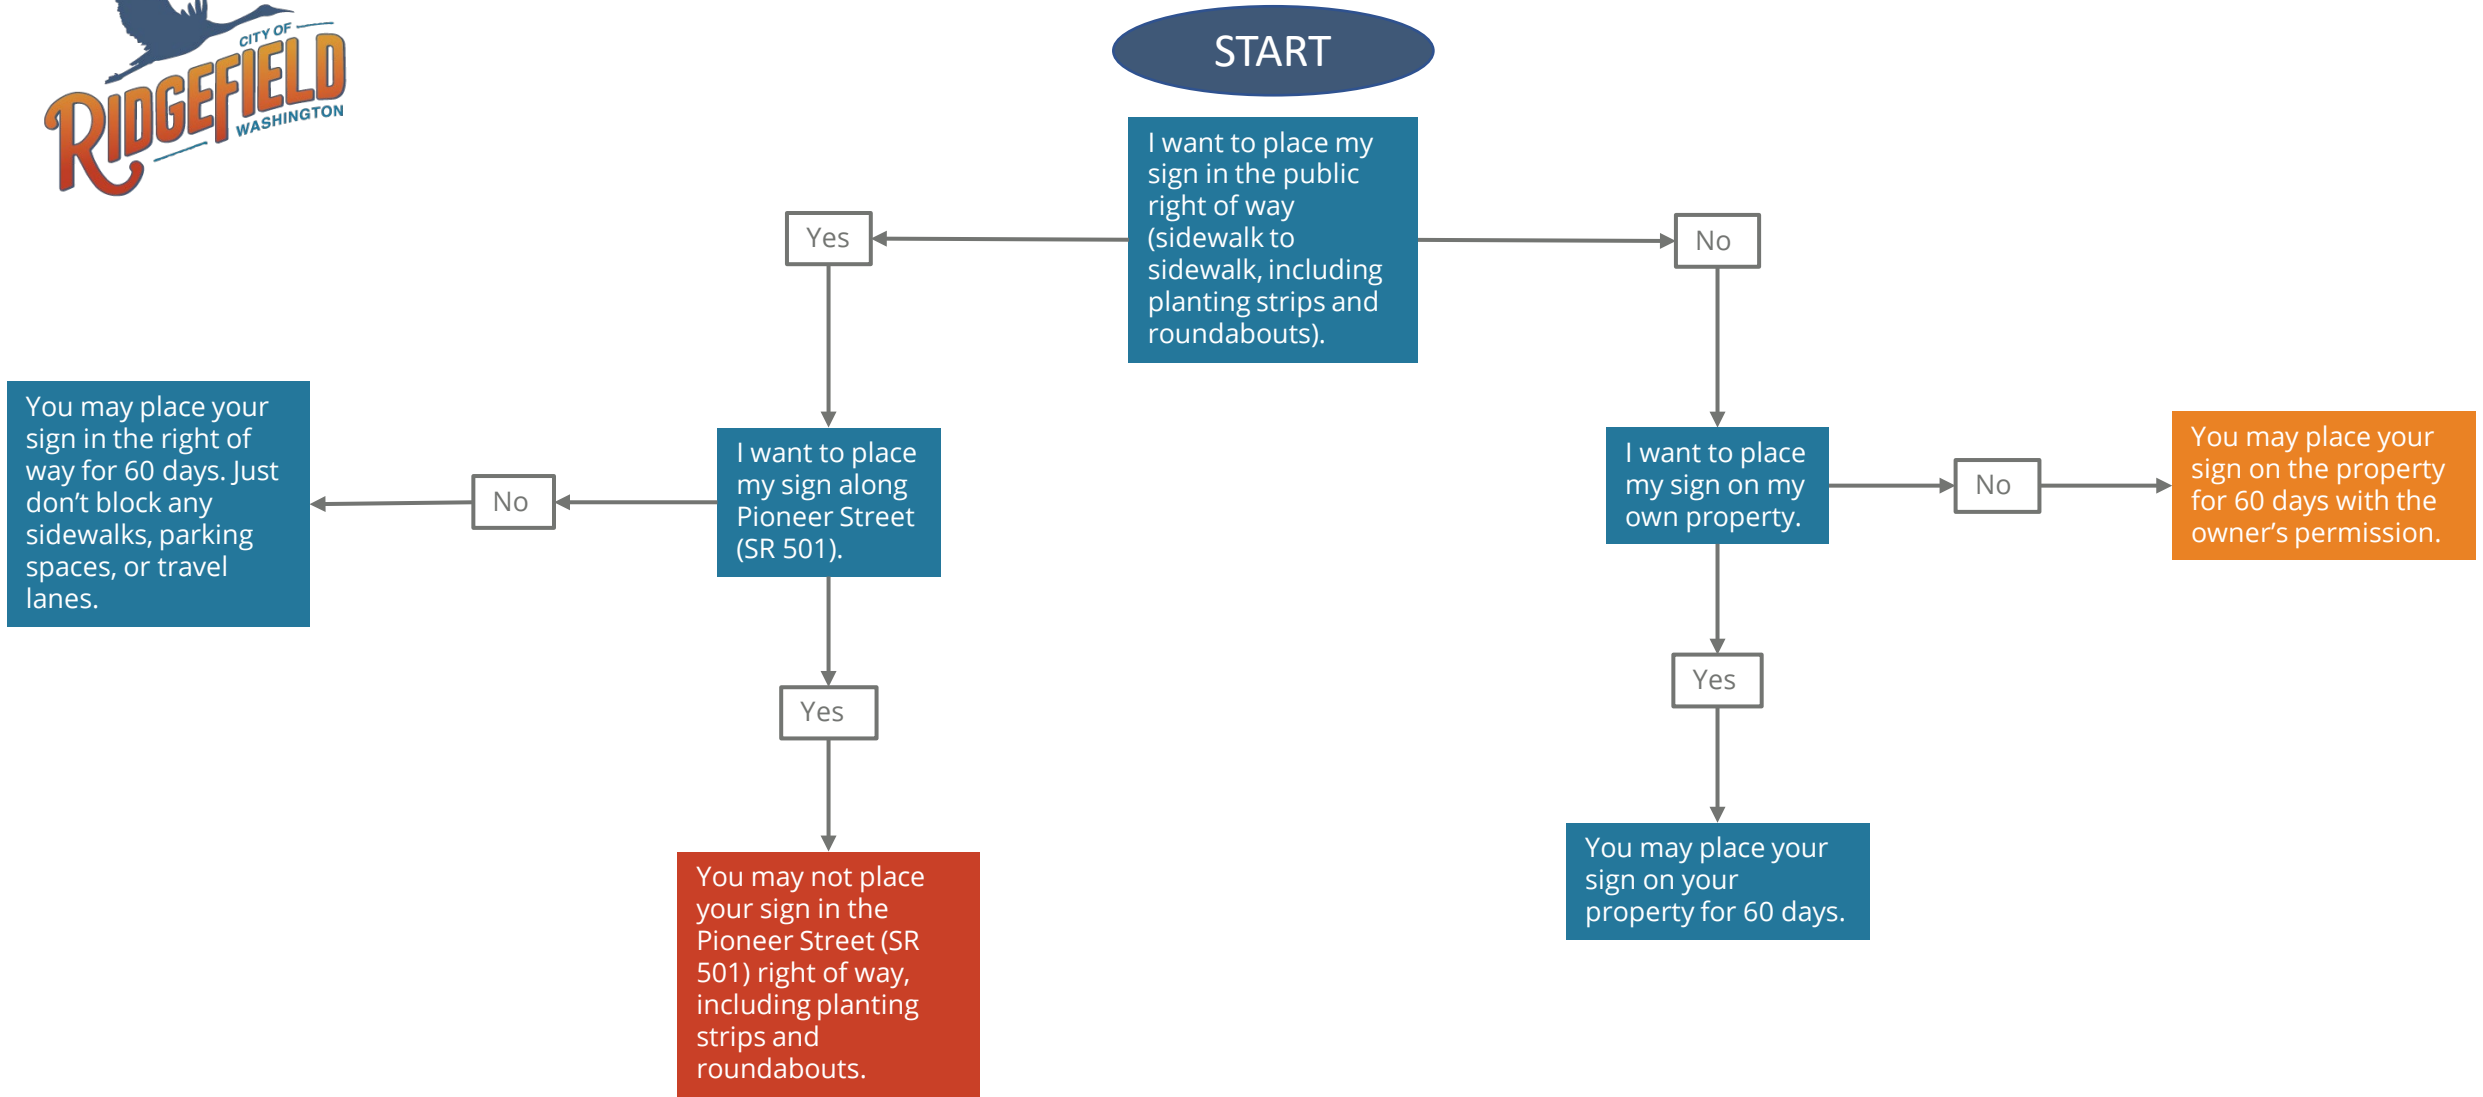 CITY OF
RIDGEFIELD
WASHINGTON
START
I want to place my
sign in the public
right of way
(sidewalk to
sidewalk, including
planting strips and
roundabouts).
Yes
No
You may place your
sign in the right of
way for 60 days. Just
don’t block any
sidewalks, parking
spaces, or travel
lanes.
No
I want to place
my sign along
Pioneer Street
(SR 501).
I want to place
my sign on my
own property.
No
You may place your
sign on the property
for 60 days with the
owner’s permission.
Yes
Yes
You may not place
your sign in the
Pioneer Street (SR
501) right of way,
including planting
strips and
roundabouts.
You may place your
sign on your
property for 60 days.